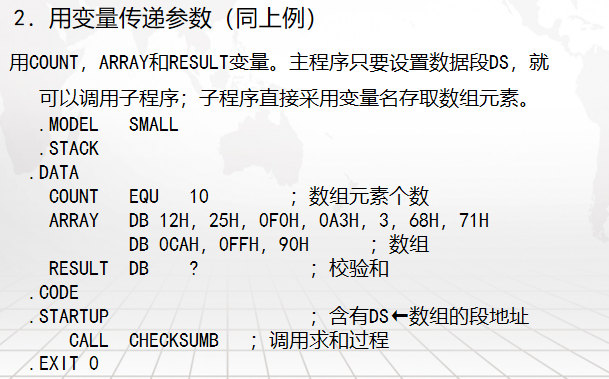 2．用变量传递参数（同上例）
用COUNT，ARRAY和RESULT变量。主程序只要设置数据段DS，就
可以调用子程序；子程序直接采用变量名存取数组元素。
.MODEL SMALL
.STACK
.DATA
COUNT EQU 10 ；数组元素个数
ARRAY DB 12H, 25H, 0F0H, 0A3H, 3, 68H, 71H
DB 0CAH, 0FFH, 90H ；数组
RESULT DB ? ；校验和
.CODE
.STARTUP ；含有DS←数组的段地址
CALL CHECKSUMB ；调用求和过程
.EXIT 0